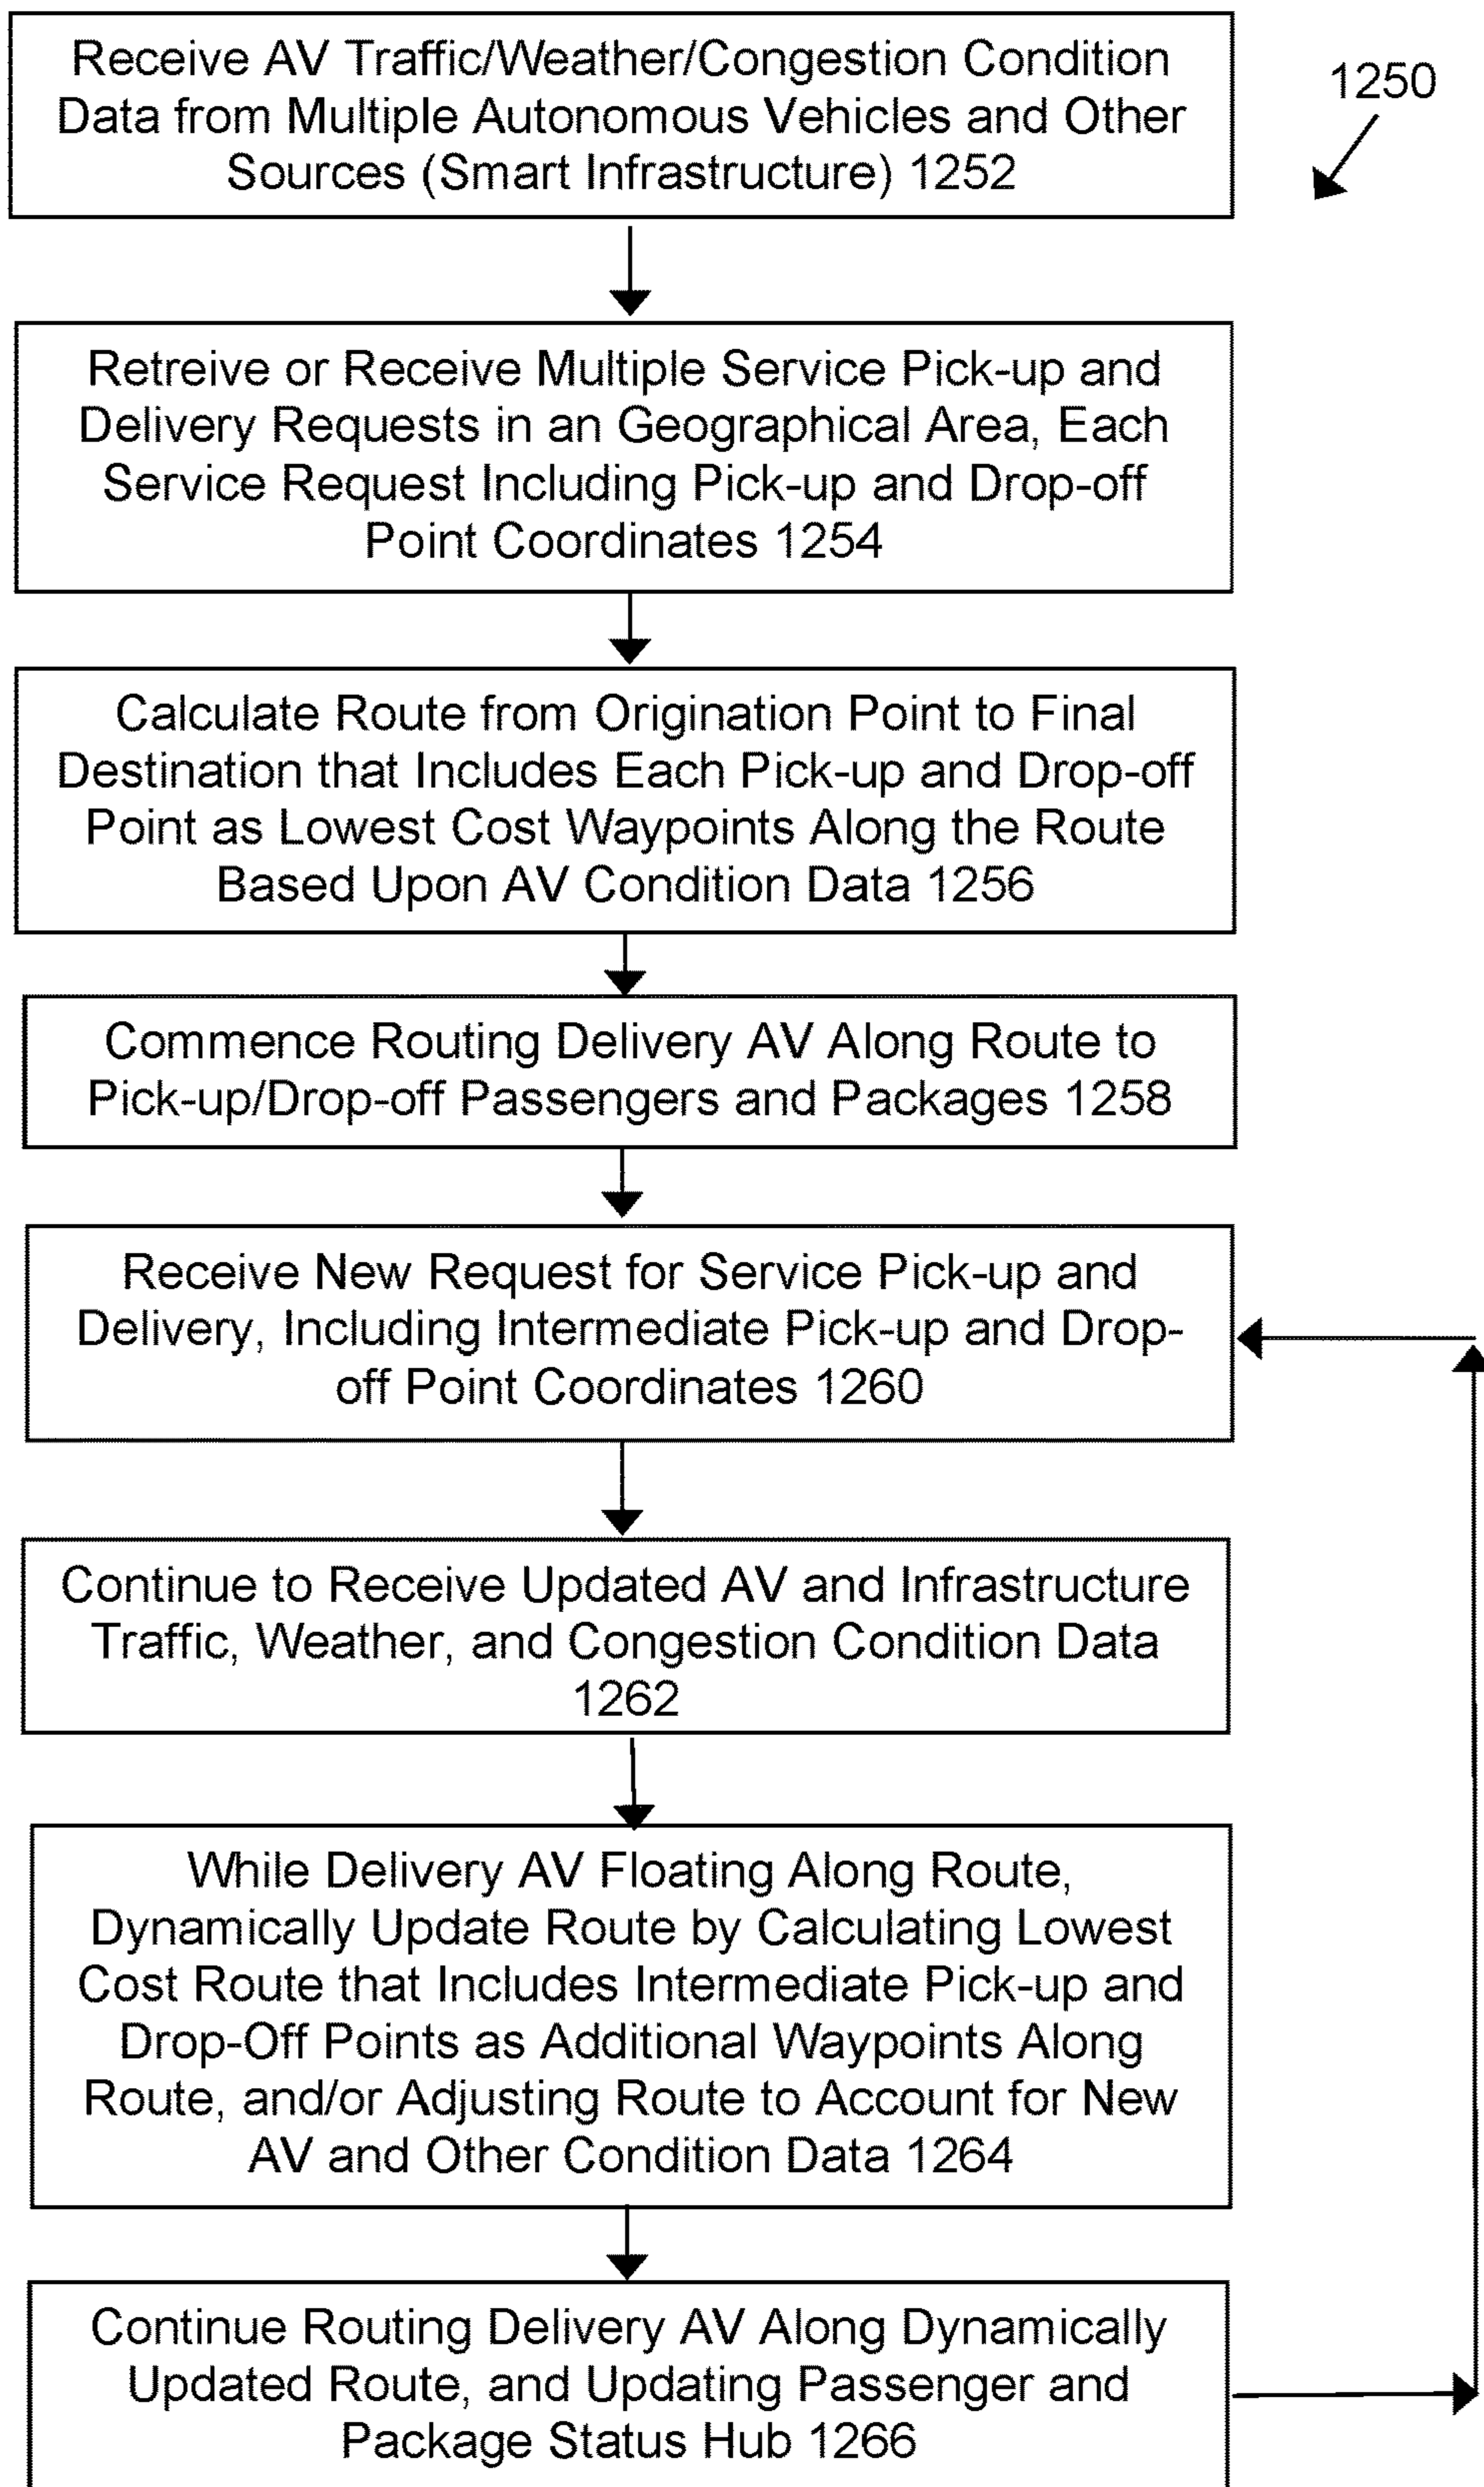 Receive AV Traffic/Weather/Congestion Condition
Data from Multiple Autonomous Vehicles and Other
Sources (Smart Infrastructure) 1252
1250
Retreive or Receive Multiple Service Pick-up and
Delivery Requests in an Geographical Area, Each
Service Request Including Pick-up and Drop-off
Point Coordinates 1254
Calculate Route from Origination Point to Final
Destination that Includes Each Pick-up and Drop-off
Point as Lowest Cost Waypoints Along the Route
Based Upon AV Condition Data 1256
Commence Routing Delivery AV Along Route to
Pick-up/Drop-off Passengers and Packages 1258
Receive New Request for Service Pick-up and
Delivery, Including Intermediate Pick-up and Drop-
off Point Coordinates 1260
Continue to Receive Updated AV and Infrastructure
Traffic, Weather, and Congestion Condition Data
1262
While Delivery AV Floating Along Route,
Dynamically Update Route by Calculating Lowest
Cost Route that Includes Intermediate Pick-up and
Drop-Off Points as Additional Waypoints Along
Route, and/or Adjusting Route to Account for New
AV and Other Condition Data 1264
Continue Routing Delivery AV Along Dynamically
Updated Route, and Updating Passenger and
Package Status Hub 1266